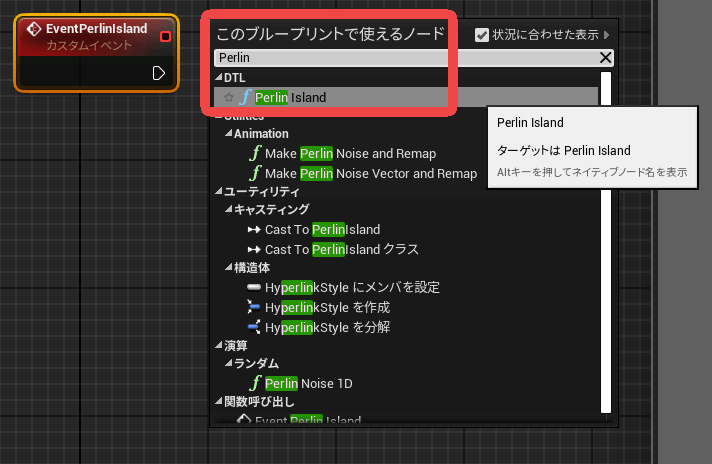 EventPerlinIsland
カスタムイベント
このブループリントで使えるノード
状況に合わせた表示
Perlin
DTL
Perlin Island
Utilities
Animation
Make Perlin Noise and Remap
Make Perlin Noise Vector and Remap
ユーティリティ
キャスティング
Cast To PerlinIsland
Cast To PerlinIsland クラス
構造体
HyperlinkStyle にメンバを設定
HyperlinkStyle を作成
HyperlinkStyle を分解
演算
ランダム
Perlin Noise 1D
関数呼び出し
Event Perlin Island
Perlin Island
ターゲットは Perlin Island
Altキーを押してネイティブノード名を表示